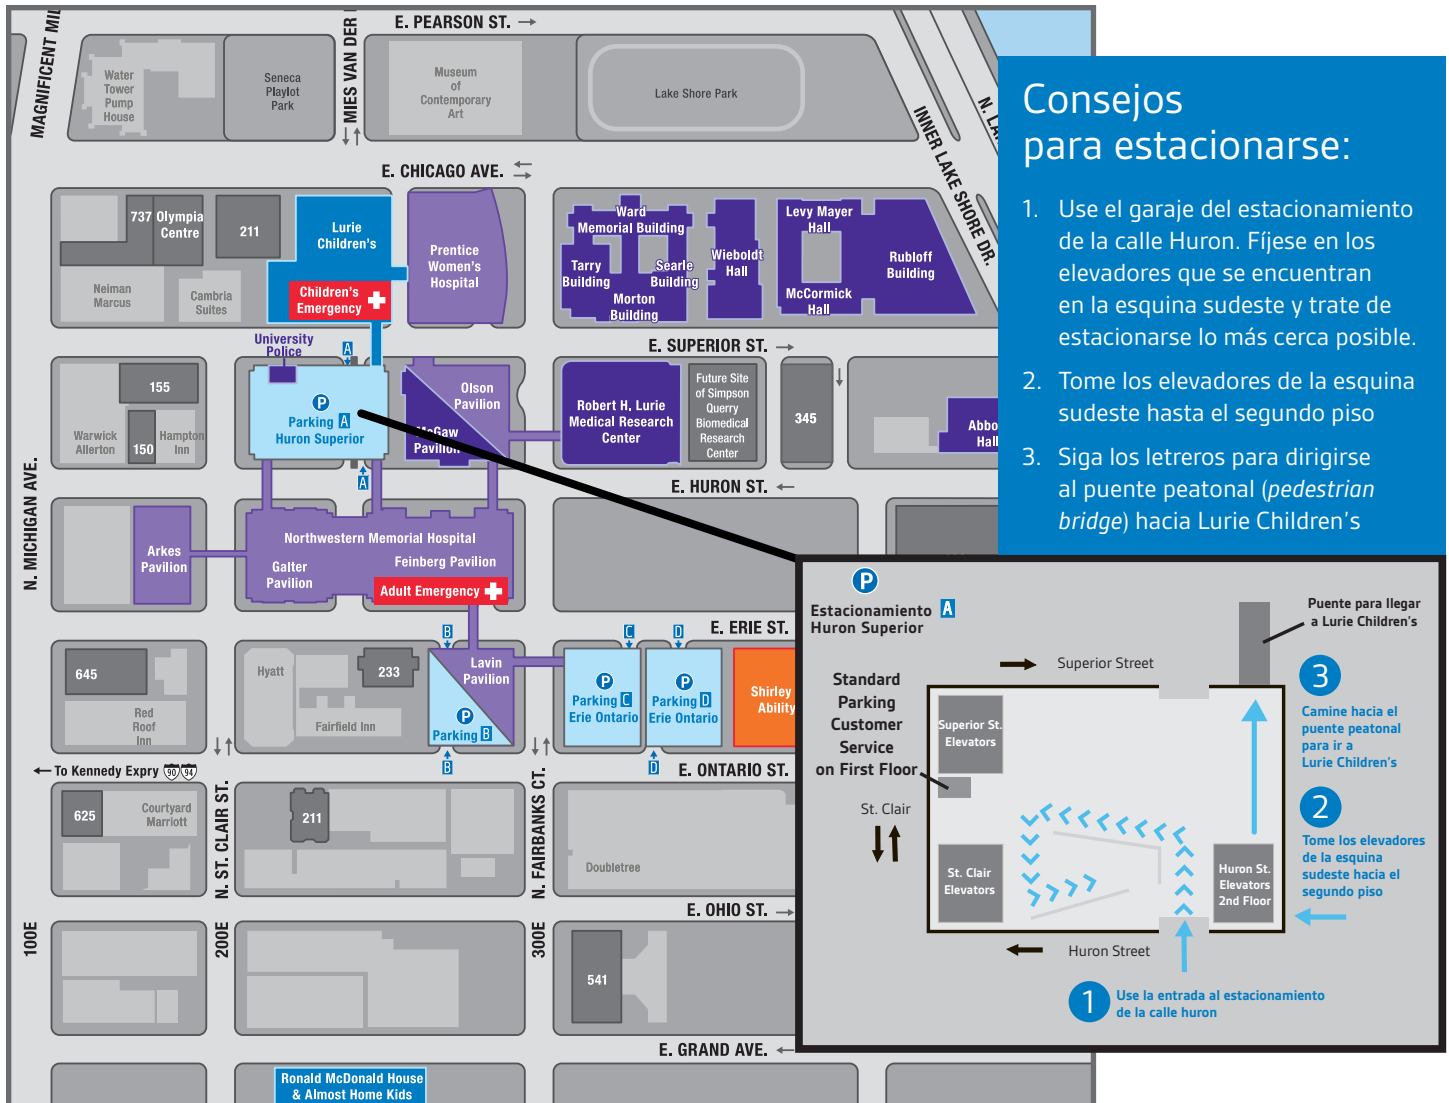 MAGNIFICENT MIL
E. PEARSON ST.
MIES VAN DER
INNER LAKE SHORE DR.
Water
Tower
Pump
House
Seneca
Playlot
Park
Museum
of
Contemporary
Art
Lake Shore Park
E. CHICAGO AVE.
737
Olympia
Centre
211
Neiman
Marcus
Cambria
Suites
Lurie
Children's
Children's
Emergency
Prentice
Women's
Hospital
Ward
Memorial Building
Tarry
Building
Searle
Building
Morton
Building
Wieboldt
Hall
Levy Mayer
Hall
McCormick
Hall
Rubloff
Building
E. SUPERIOR ST.
University
Police
A
155
Warwick
Allerton
150
Hampton
Inn
P
Parking A
Huron Superior
A
Olson
Pavilion
McGaw
Pavilion
Robert H. Lurie
Medical Research
Center
Future Site
of Simpson
Querry
Biomedical
Research
Center
345
Abbo
Hall
E. HURON ST.
N. MICHIGAN AVE.
Arkes
Pavilion
Northwestern Memorial Hospital
Galter
Pavilion
Feinberg Pavilion
Adult Emergency
E. ERIE ST.
645
Red
Roof
Inn
Hyatt
233
Fairfield Inn
B
Lavin
Pavilion
P
Parking B
B
C
P
Parking C
Erie Ontario
D
P
Parking D
Erie Ontario
D
Shirley
Ability
To Kennedy Expry 90 94
E. ONTARIO ST.
N. ST. CLAIR ST.
N. FAIRBANKS CT.
625
Courtyard
Marriott
211
Doubletree
E. OHIO ST.
100E
200E
300E
541
E. GRAND AVE.
Ronald McDonald House
& Almost Home Kids
Consejos
para estacionarse:
1. Use el garaje del estacionamiento
de la calle Huron. Fíjese en los
elevadores que se encuentran
en la esquina sudeste y trate de
estacionarse lo más cerca posible.
2. Tome los elevadores de la esquina
sudeste hasta el segundo piso
3. Siga los letreros para dirigirse
al puente peatonal (pedestrian
bridge) hacia Lurie Children's
P
Estacionamiento A
Huron Superior
Puente para llegar
a Lurie Children's
Superior Street
Standard
Parking
Customer
Service
on First Floor
Superior St.
Elevators
St. Clair
St. Clair
Elevators
Huron St.
Elevators
2nd Floor
Huron Street
3
Camine hacia el
puente peatonal
para ir a
Lurie Children's
2
Tome los elevadores
de la esquina
sudeste hacia el
segundo piso
1
Use la entrada al estacionamiento
de la calle huron